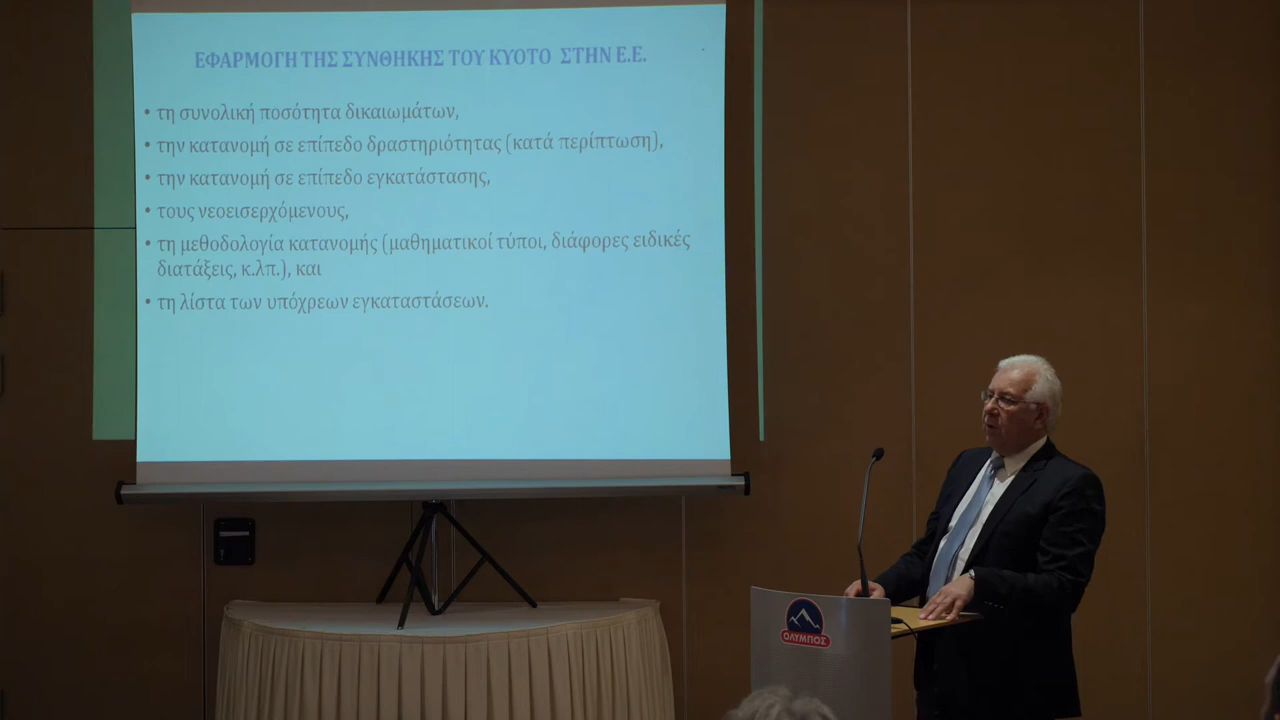 ΕΦΑΡΜΟΓΗ ΤΗΣ ΣΥΝΘΗΚΗΣ ΤΟΥ ΚΥΟΤΟ ΣΤΗΝ Ε.Ε.
• τη συνολική ποσότητα δικαιωμάτων,
• την κατανομή σε επίπεδο δραστηριότητας (κατά περίπτωση),
• την κατανομή σε επίπεδο εγκατάστασης,
• τους νεοεισερχόμενους,
• τη μεθοδολογία κατανομής (μαθηματικοί τύποι, διάφορες ειδικές
διατάξεις, κ.λπ.), και
• τη λίστα των υπόχρεων εγκαταστάσεων.
ΟΛΥΜΠΟΣ